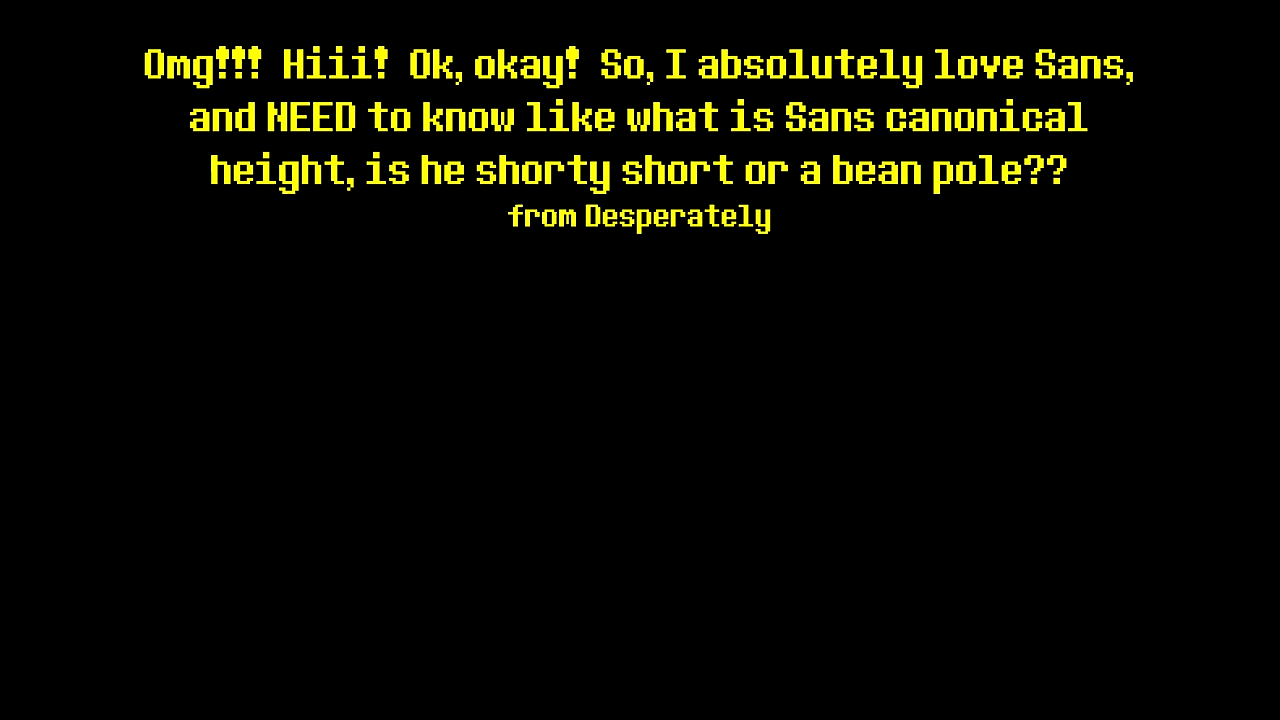 Omg!!! Hiii! Ok, okay! So, I absolutely love Sans,
and NEED to know like what is Sans canonical
height, is he shorty short or a bean pole??
from Desperately